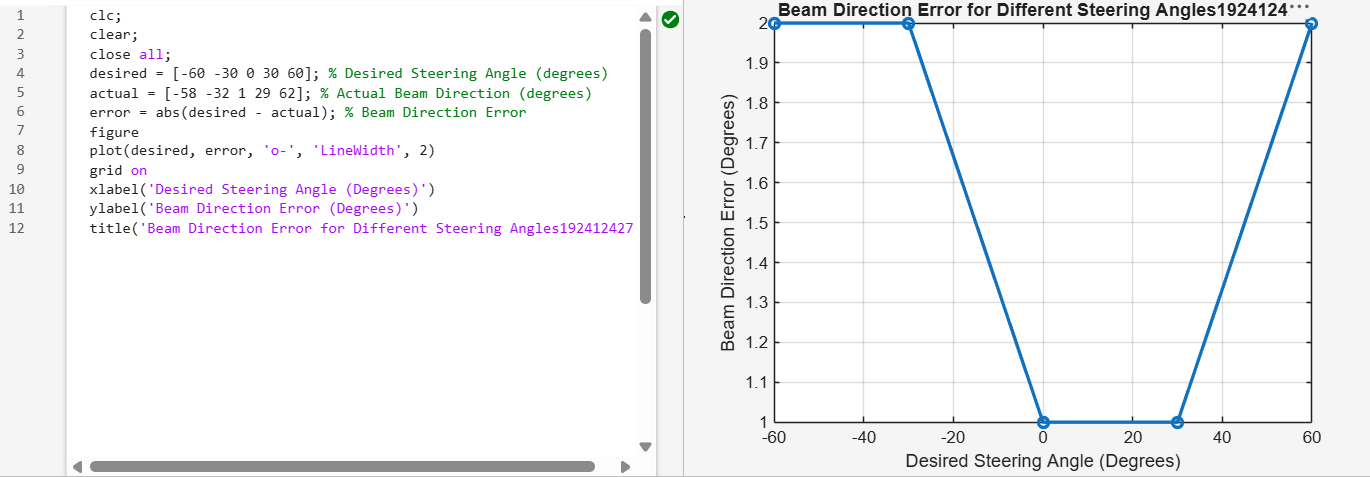 1 clc;
2 clear;
3 close all;
4 desired = [-60 -30 0 30 60]; % Desired Steering Angle (degrees)
5 actual = [-58 -32 1 29 62]; % Actual Beam Direction (degrees)
6 error = abs(desired - actual); % Beam Direction Error
7 figure
8 plot(desired, error, 'o-', 'LineWidth', 2)
9 grid on
10 xlabel('Desired Steering Angle (Degrees)')
11 ylabel('Beam Direction Error (Degrees)')
12 title('Beam Direction Error for Different Steering Angles192412427
Beam Direction Error for Different Steering Angles1924124···
Beam Direction Error (Degrees)
2
1.9
1.8
1.7
1.6
1.5
1.4
1.3
1.2
1.1
1
-60 -40 -20 0 20 40 60
Desired Steering Angle (Degrees)